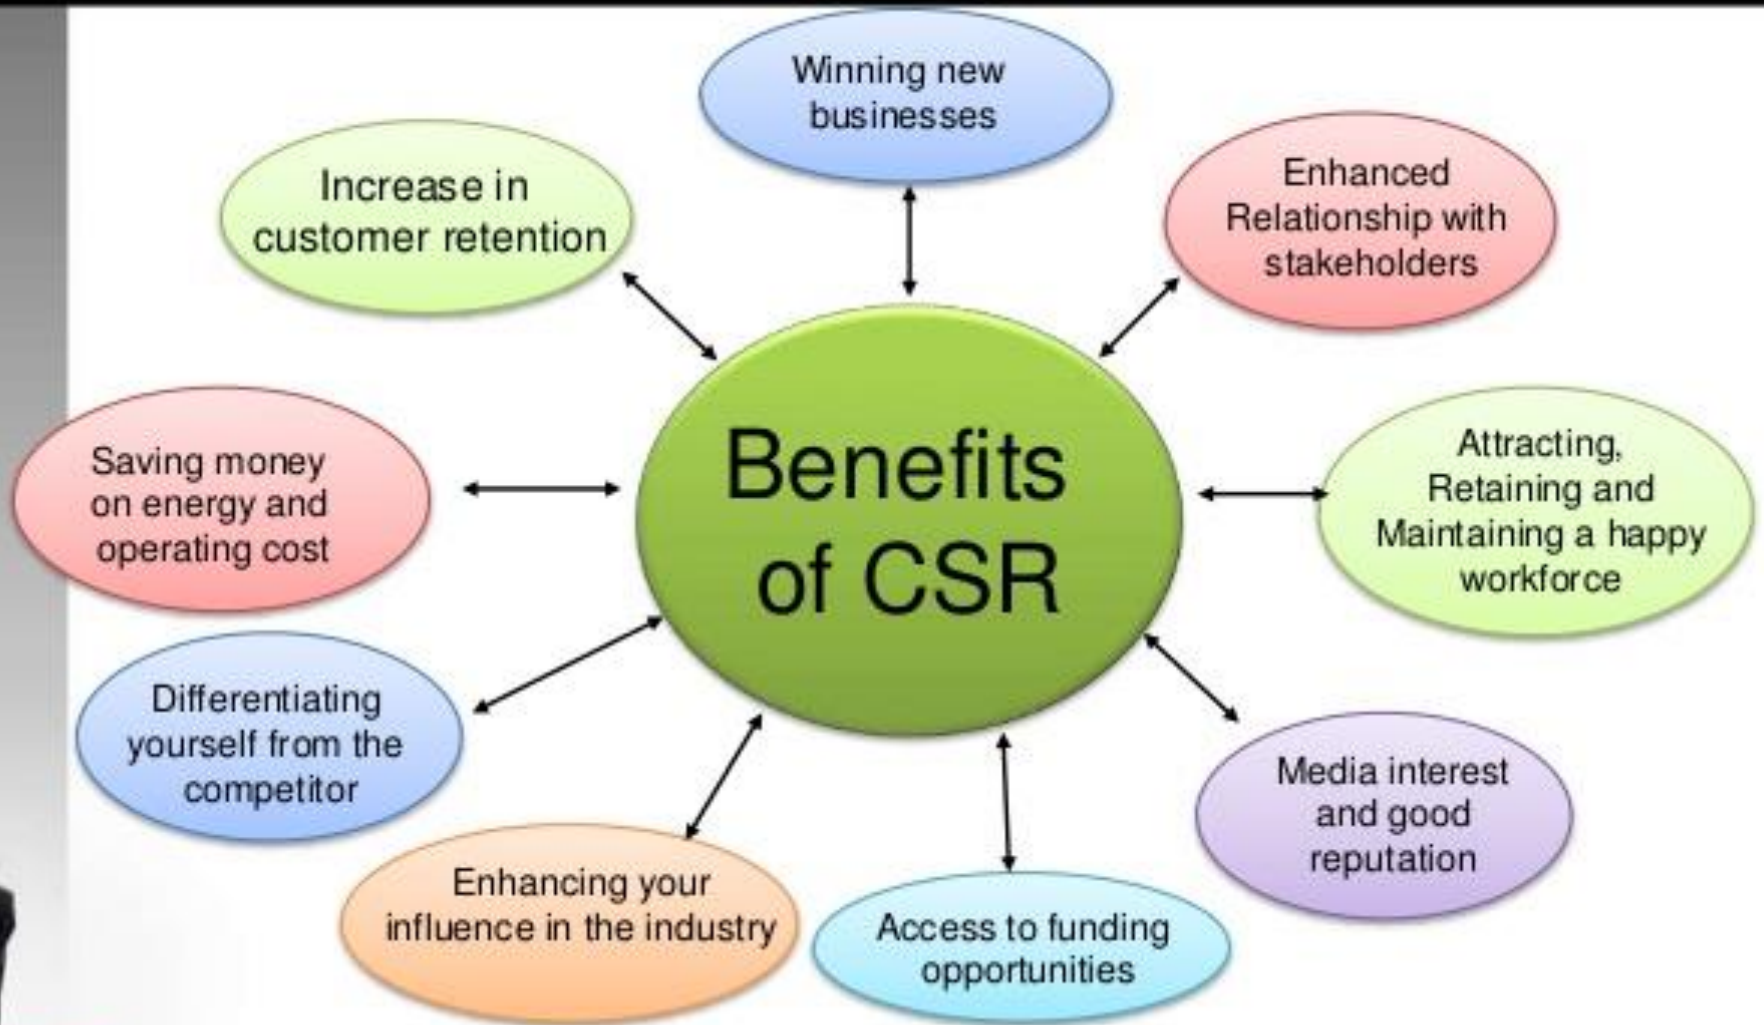 Winning new
businesses
Enhanced
Relationship with
stakeholders
Attracting,
Retaining and
Maintaining a happy
workforce
Media interest
and good
reputation
Access to funding
opportunities
Enhancing your
influence in the industry
Differentiating
yourself from the
competitor
Saving money
on energy and
operating cost
Increase in
customer retention
Benefits
of CSR